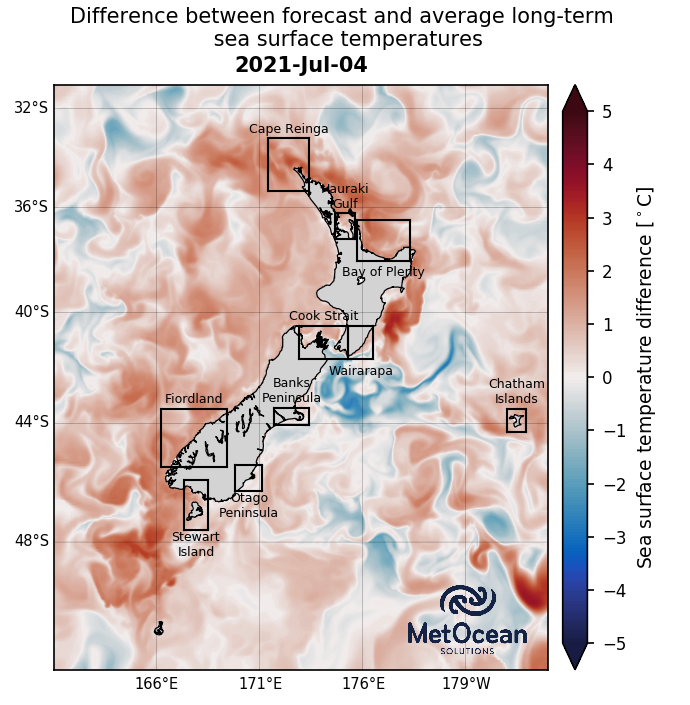 Difference between forecast and average long-term
sea surface temperatures
2021-Jul-04
32°S
36°S
40°S
44°S
48°S
Cape Reinga
Hauraki
Gulf
Bay of Plenty
Cook Strait
Wairarapa
Banks
Peninsula
Fiordland
Chatham
Islands
Otago
Peninsula
Stewart
Island
MetOcean
SOLUTIONS
166°E
171°E
176°E
179°W
5
4
3
2
1
0
−1
−2
−3
−4
−5
Sea surface temperature difference [°C]